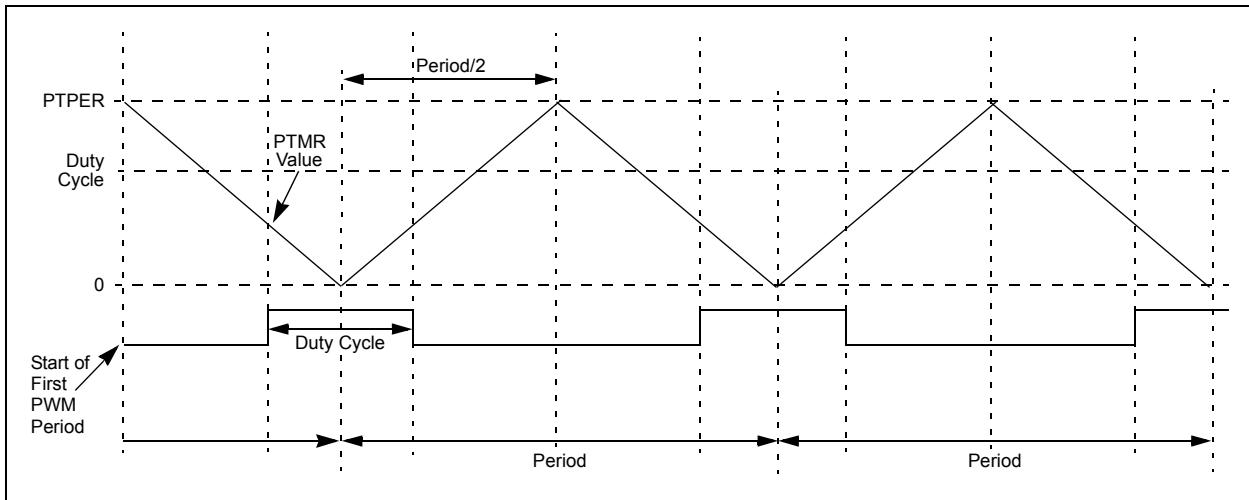 Period/2
PTPER
PTMR
Value
Duty
Cycle
0
Duty Cycle
Start of
First
PWM
Period
Period
Period